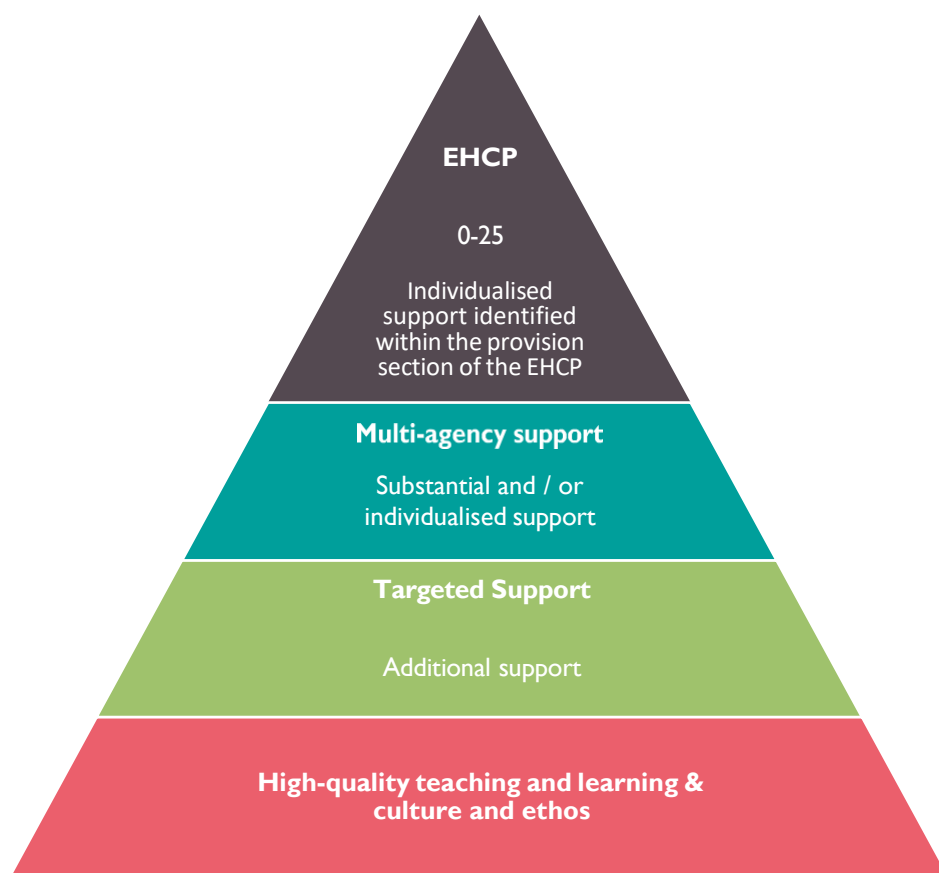 EHCP
0-25
Individualised
support identified
within the provision
section of the EHCP
Multi-agency support
Substantial and / or
individualised support
Targeted Support
Additional support
High-quality teaching and learning &
culture and ethos